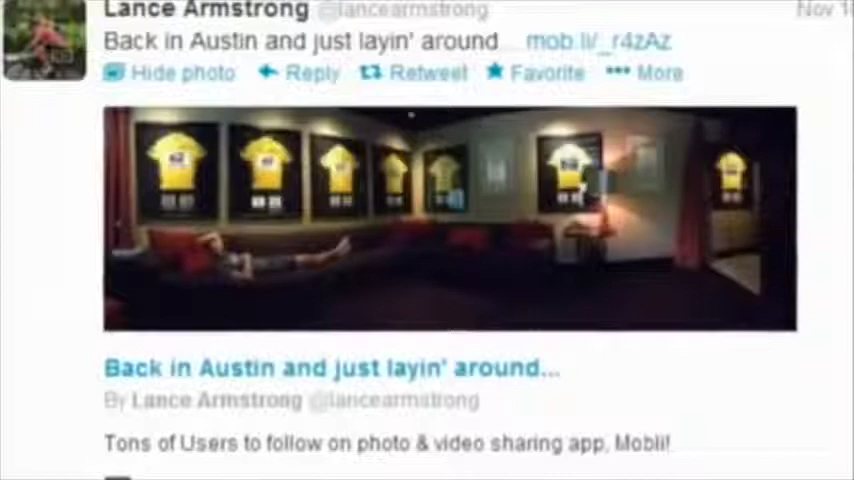 Lance Armstrong @lancearmstrong Nov
Back in Austin and just layin' around... mob.li/_r4zAz
Hide photo Reply Retweet Favorite More
Back in Austin and just layin' around...
By Lance Armstrong @lancearmstrong
Tons of Users to follow on photo & video sharing app, Mobli!